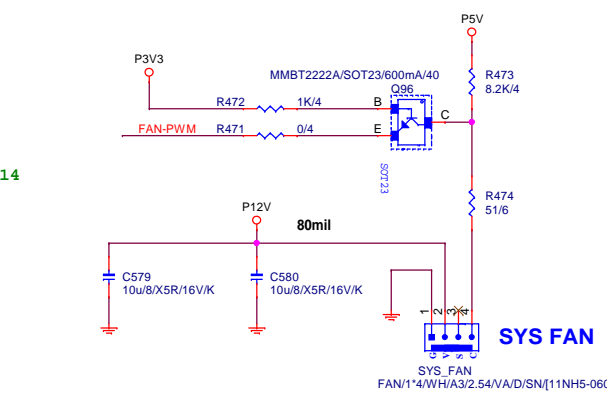 P5V
P3V3
MMBT2222A/SOT23/600mA/40
Q96
R473
8.2K/4
R472
1K/4
B
C
FAN-PWM
R471
0/4
E
SOT23
14
R474
51/6
P12V
80mil
C579
10u/8/X5R/16V/K
C580
10u/8/X5R/16V/K
1
2
3
4
G
V
S
C
SYS FAN
SYS_FAN
FAN/1*4/WH/A3/2.54/VA/D/SN/[11NH5-060